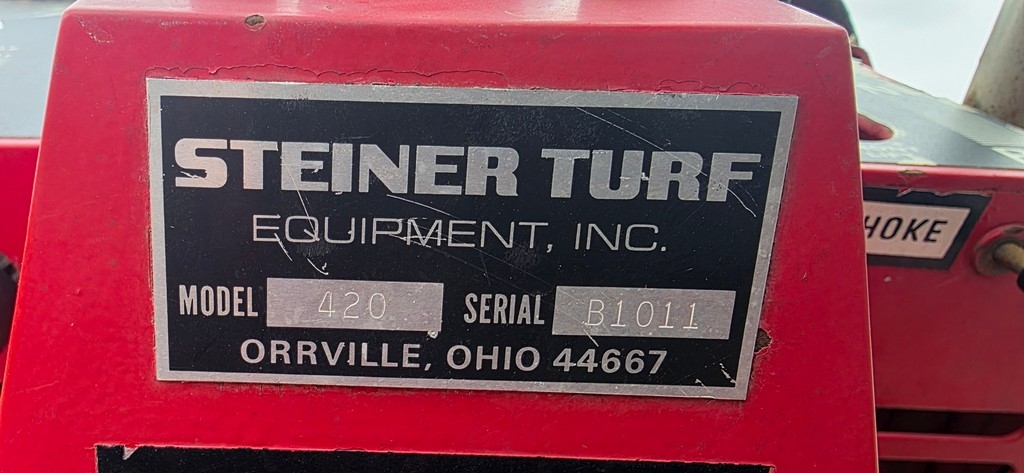 STEINER TURF
EQUIPMENT, INC.
MODEL 420 SERIAL B1011
ORRVILLE, OHIO 44667
HOKE